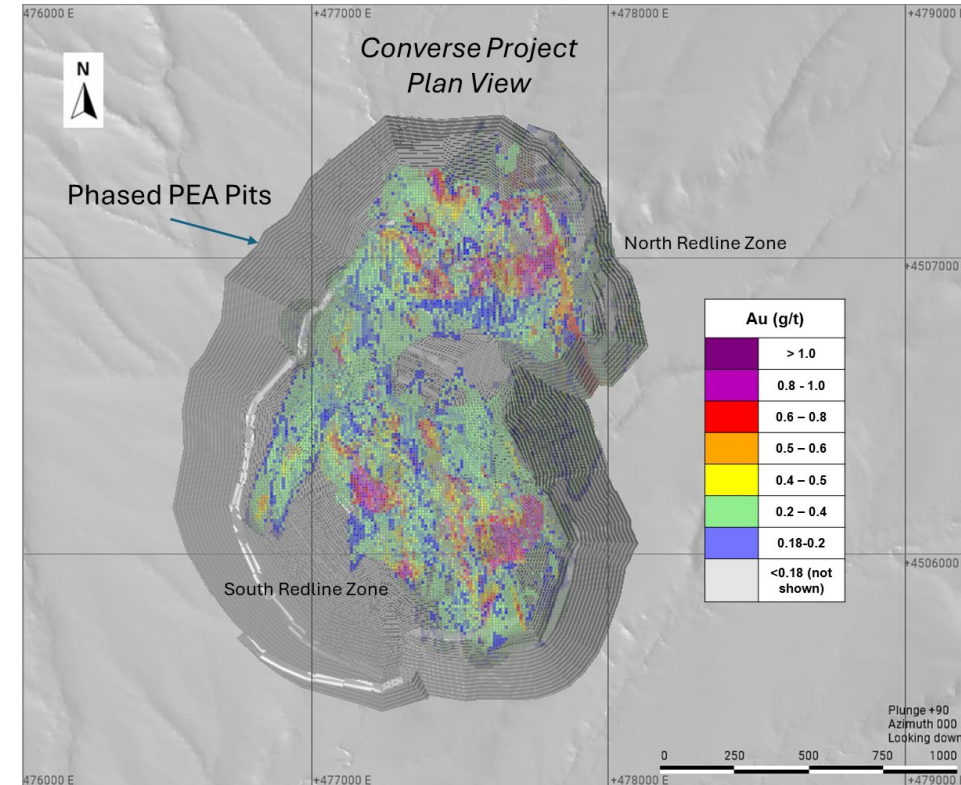 476000 E
+477000 E
+478000 E
+479000 E
Converse Project
Plan View
N
Phased PEA Pits
North Redline Zone
+4507000
Au (g/t)
> 1.0
0.8 - 1.0
0.6 – 0.8
0.5 – 0.6
0.4 – 0.5
0.2 – 0.4
0.18-0.2
<0.18 (not
shown)
+4506000
South Redline Zone
Plunge +90
Azimuth 000
Looking down
0 250 500 750 1000
476000 E
+477000 E
+478000 E
+479000 E